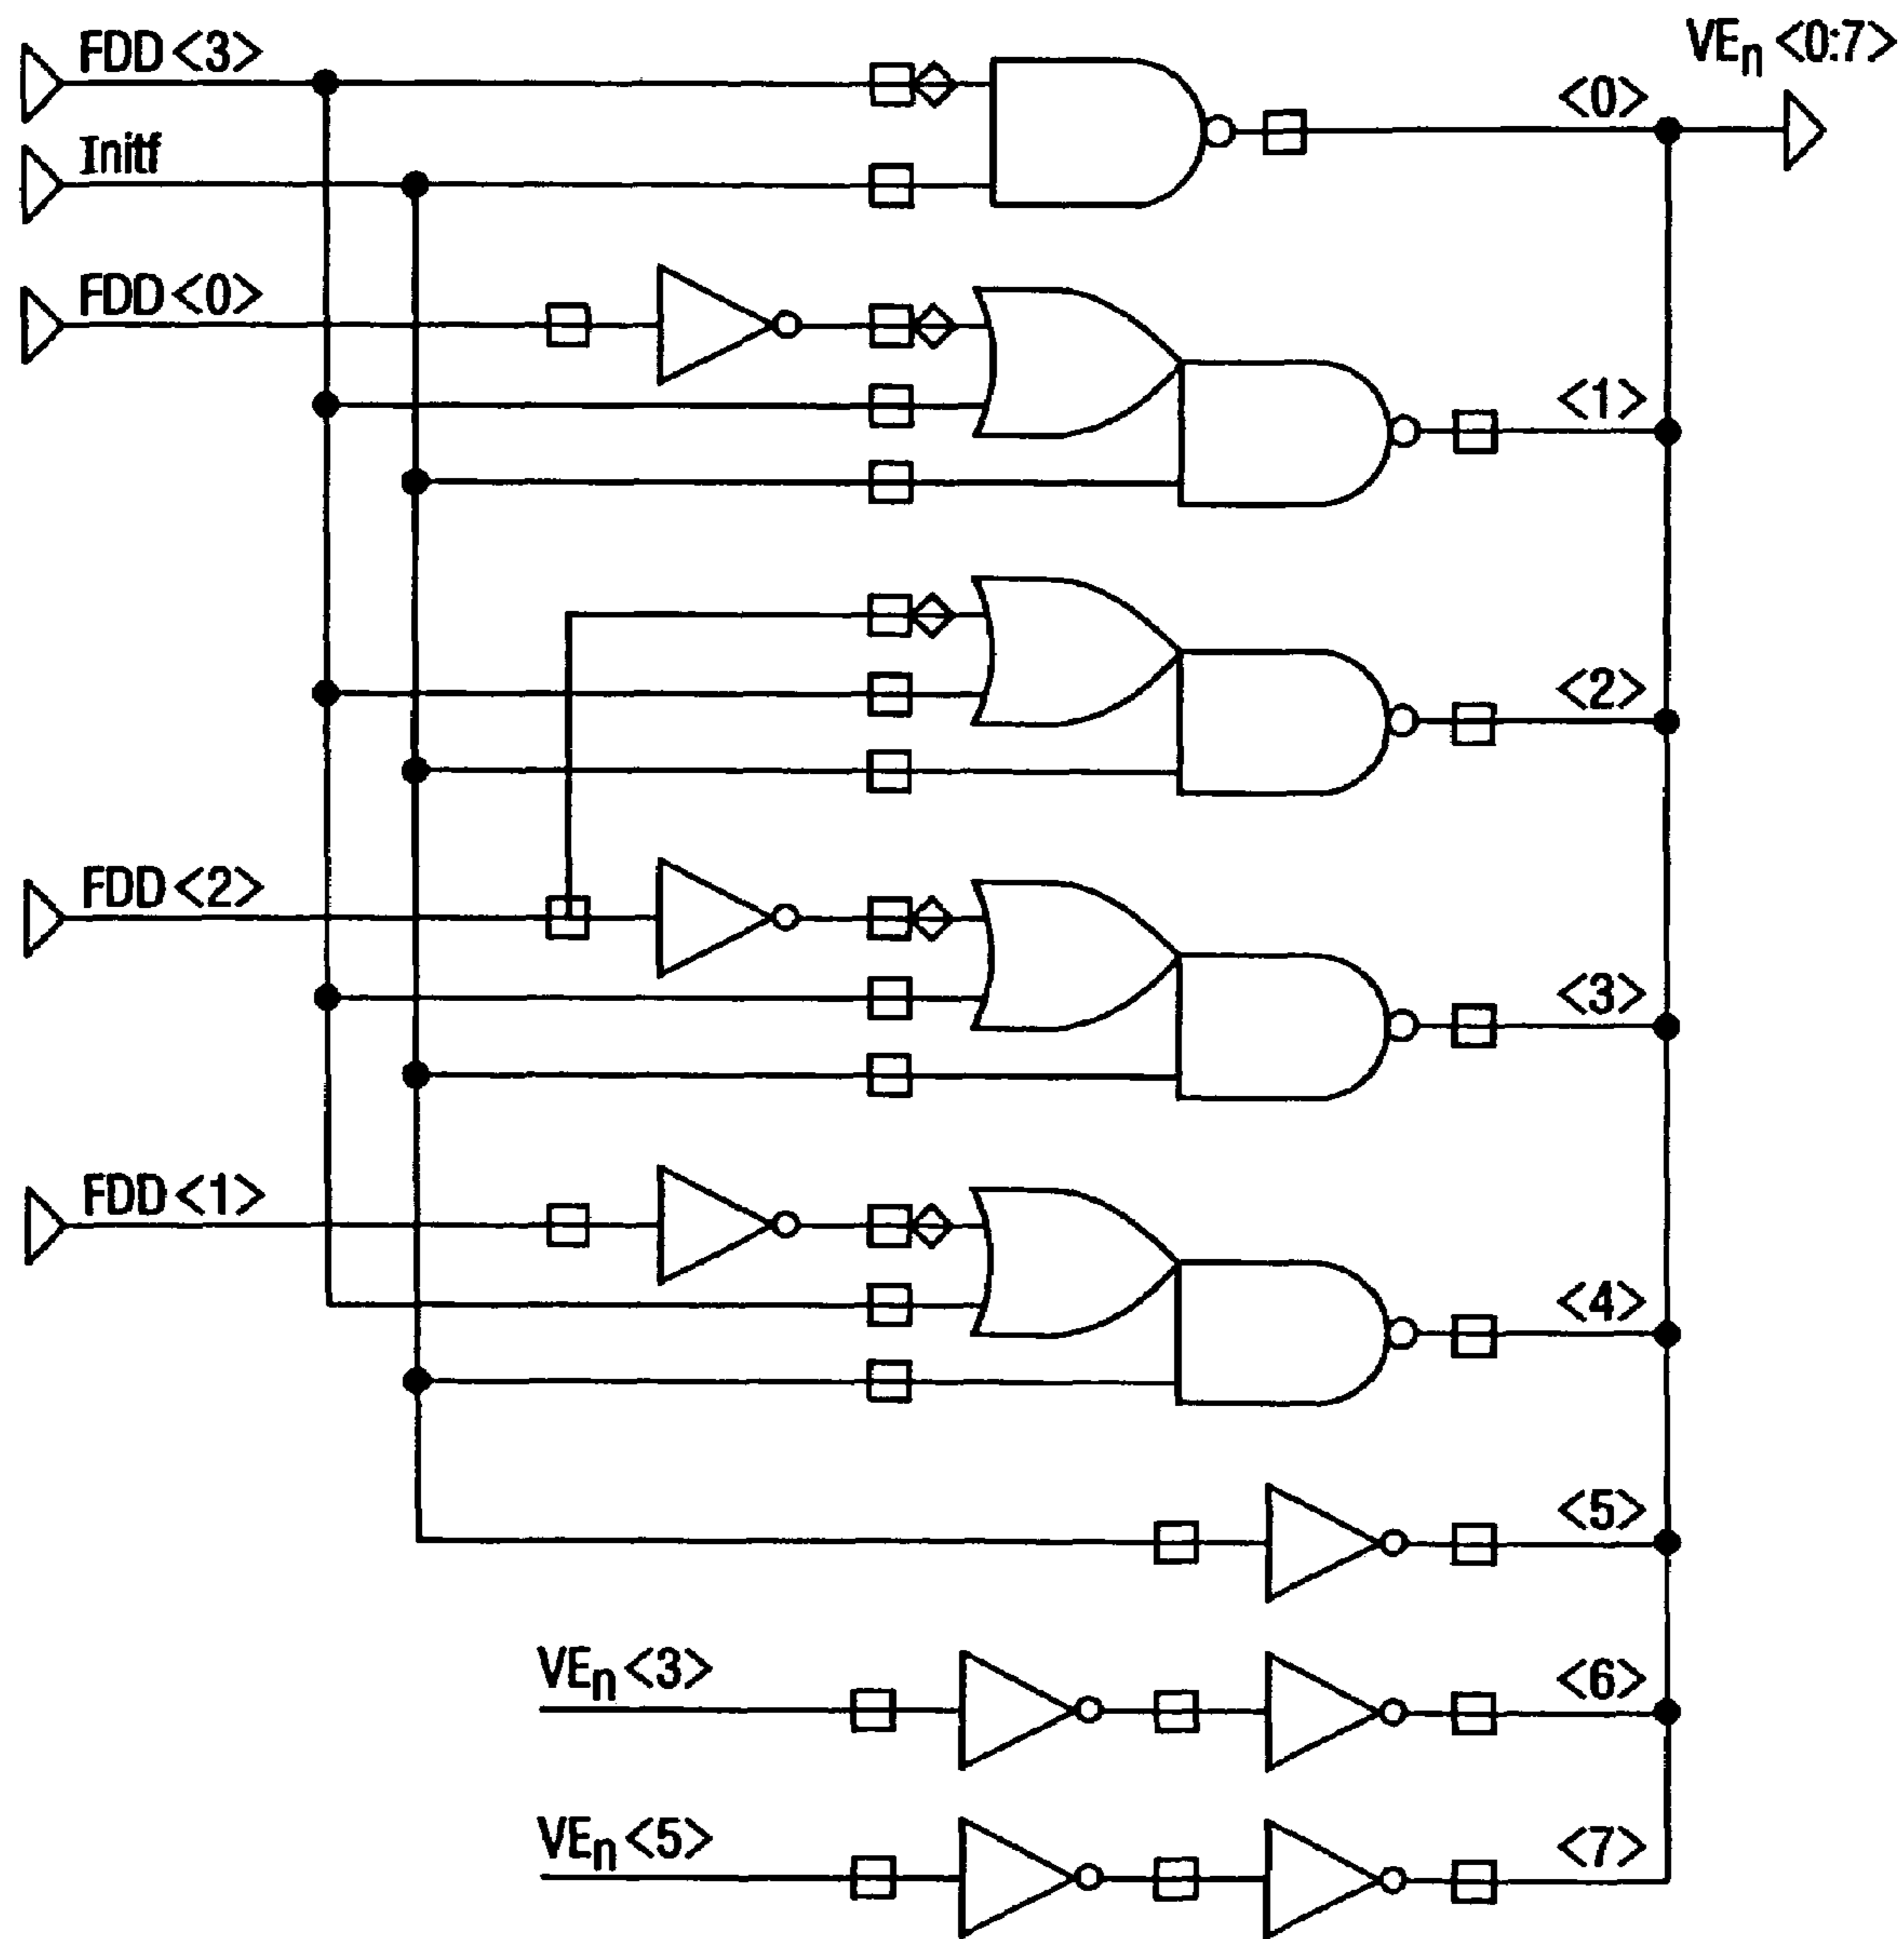 FDD<3>
VEn<0:7>
<0>
Initf
FDD<0>
<1>
<2>
FDD<2>
<3>
FDD<1>
<4>
<5>
VEn<3>
<6>
VEn<5>
<7>